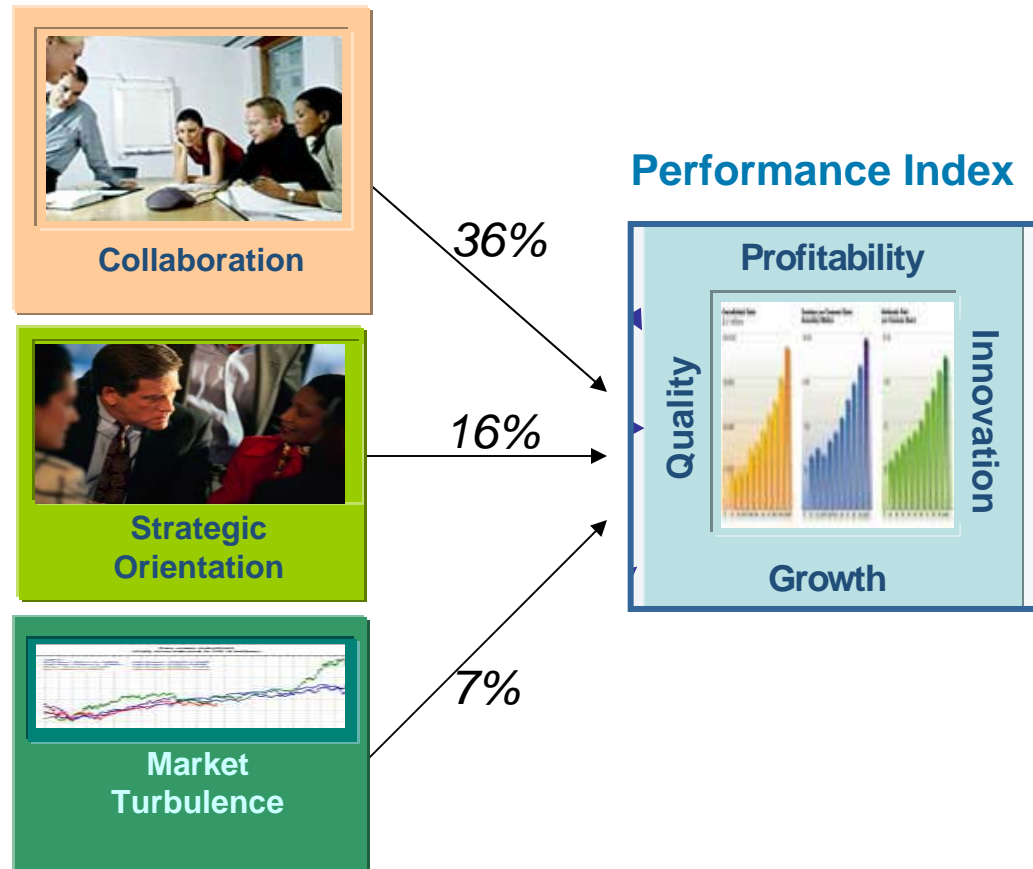 Performance Index
Collaboration
36%
Profitability
Quality
Innovation
Growth
16%
Strategic
Orientation
7%
Market
Turbulence